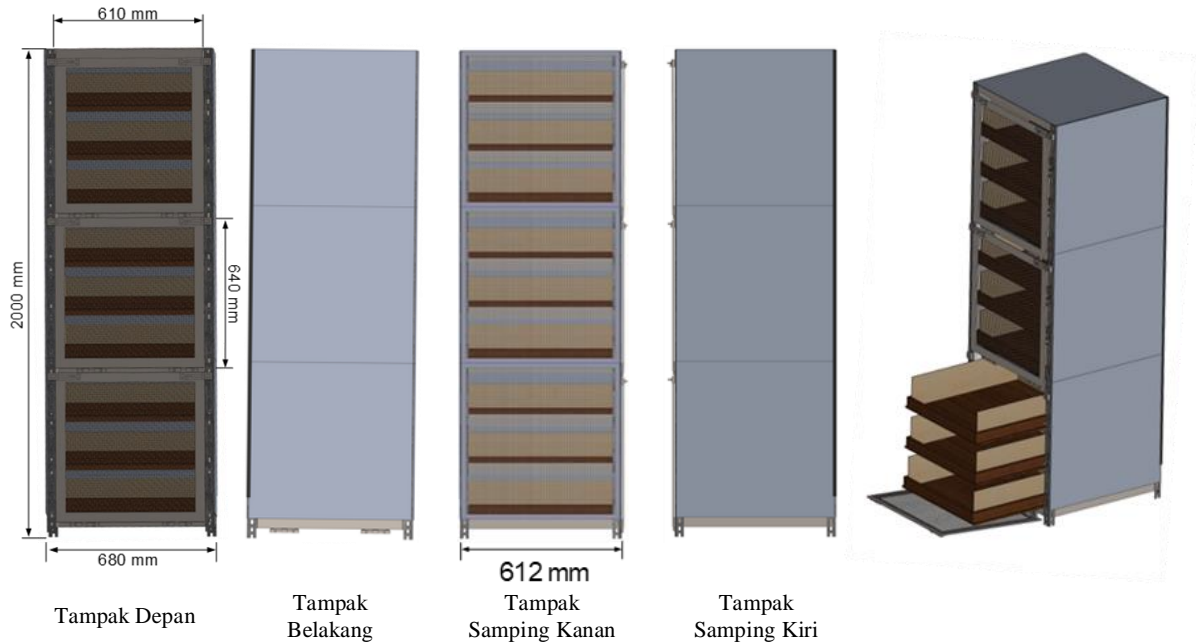 610 mm
2000 mm
640 mm
680 mm
612 mm
Tampak Depan
Tampak
Belakang
Tampak
Samping Kanan
Tampak
Samping Kiri